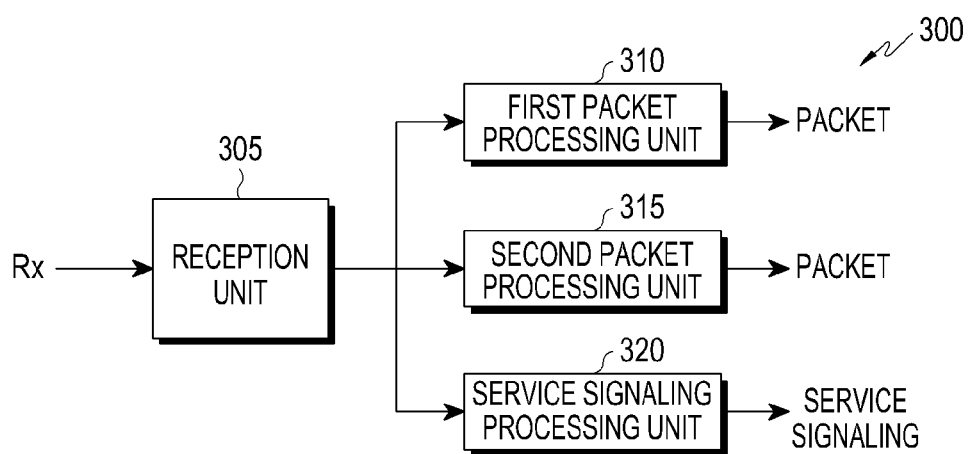 300
310
FIRST PACKET
PROCESSING UNIT
PACKET
305
RECEPTION
UNIT
Rx
315
SECOND PACKET
PROCESSING UNIT
PACKET
320
SERVICE SIGNALING
PROCESSING UNIT
SERVICE
SIGNALING